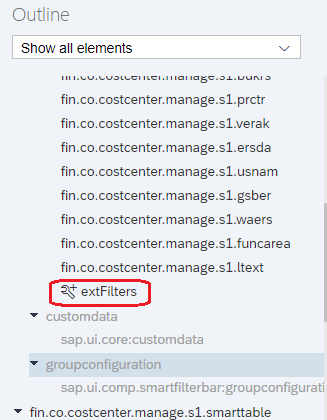 Outline
Show all elements
fin.co.costcenter.manage.s1.bukrs
fin.co.costcenter.manage.s1.prctr
fin.co.costcenter.manage.s1.verak
fin.co.costcenter.manage.s1.ersda
fin.co.costcenter.manage.s1.usnam
fin.co.costcenter.manage.s1.gsber
fin.co.costcenter.manage.s1.waers
fin.co.costcenter.manage.s1.funcarea
fin.co.costcenter.manage.s1.ltext
extFilters
customdata
sap.ui.core:customdata
groupconfiguration
sap.ui.comp.smartfilterbar:groupconfigurati
fin.co.costcenter.manage.s1.smarttable